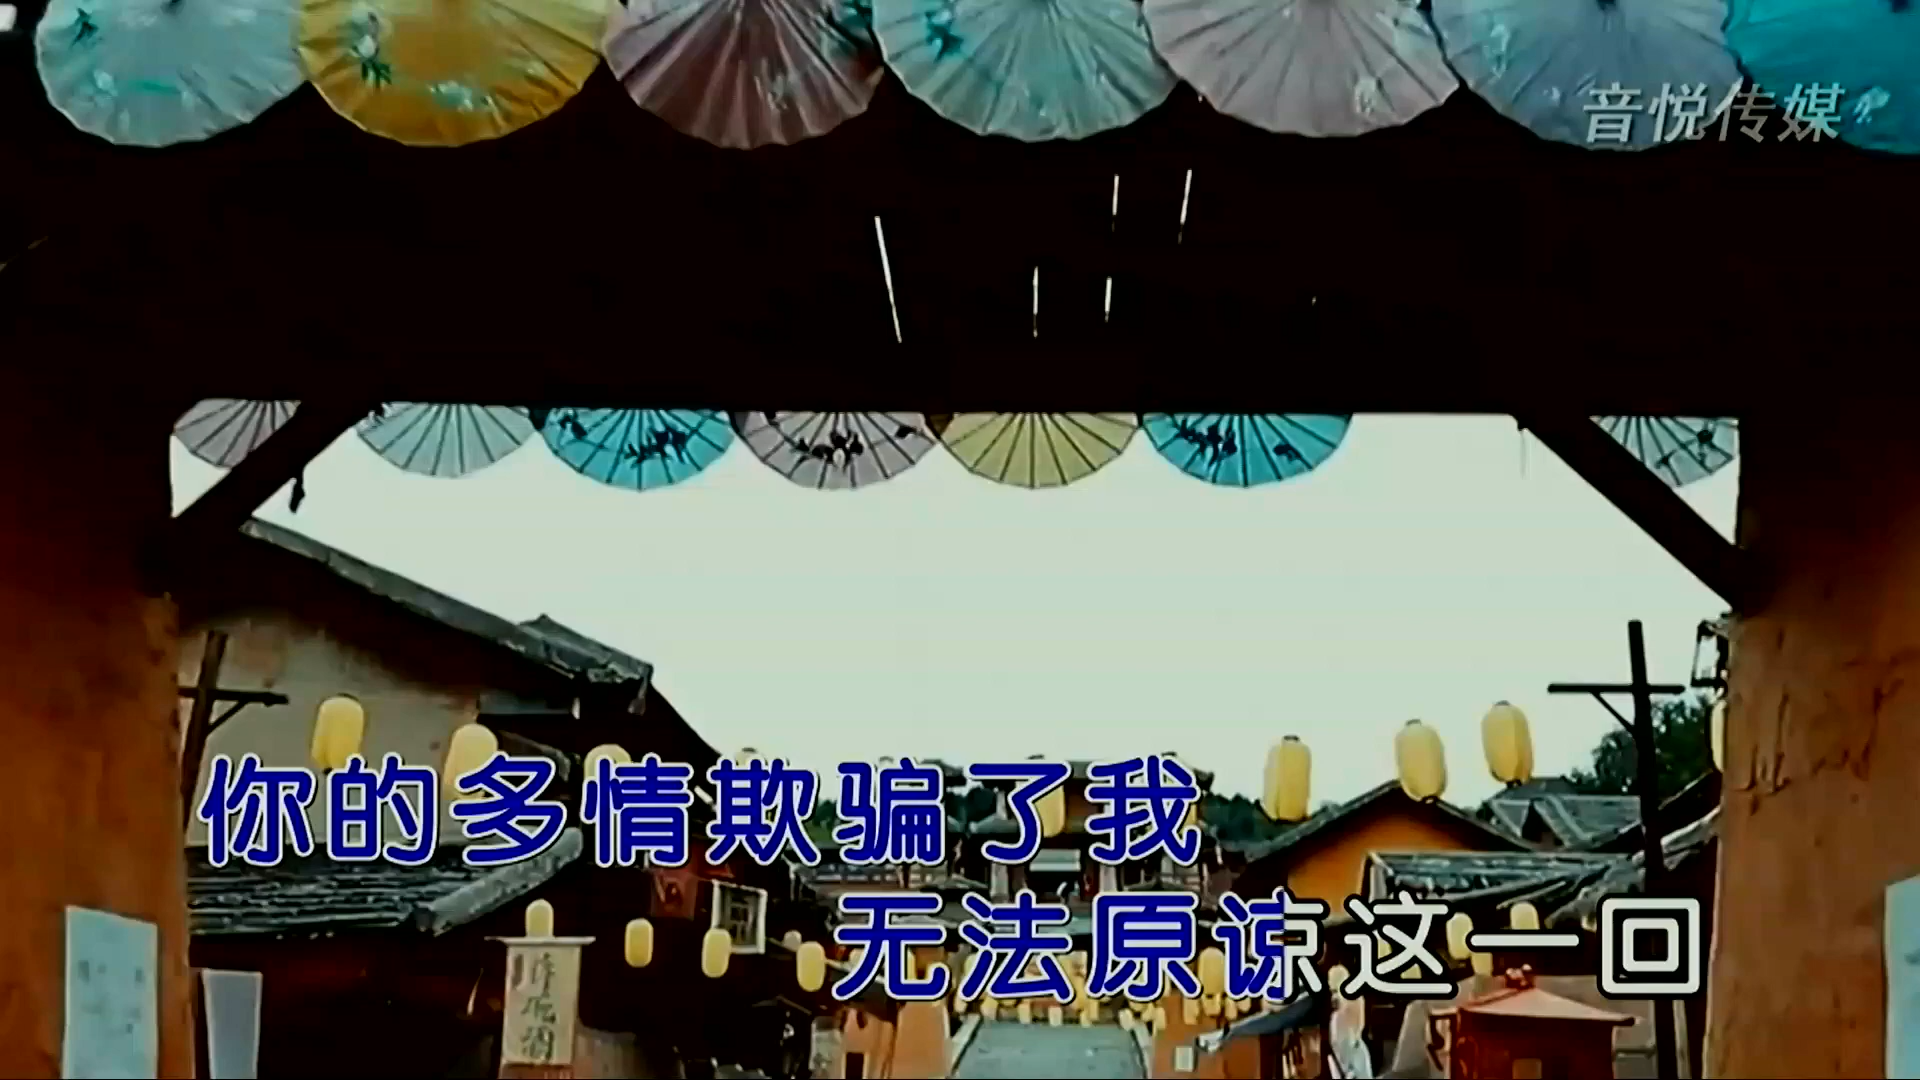 音悦传媒
你的多情欺骗了我
无法原谅这一回